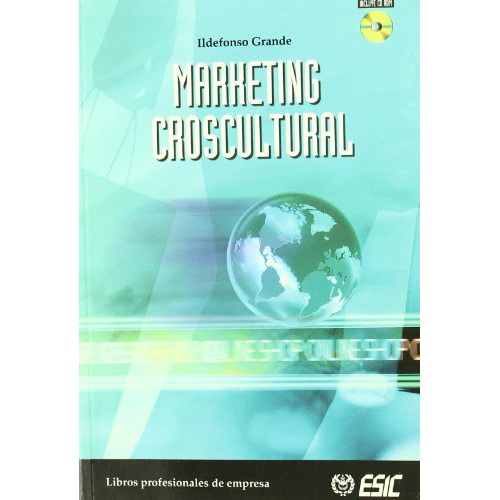 INCLUYE CD ROM
Ildefonso Grande
MARKETING
CROSCULTURAL
Libros profesionales de empresa
ESIC